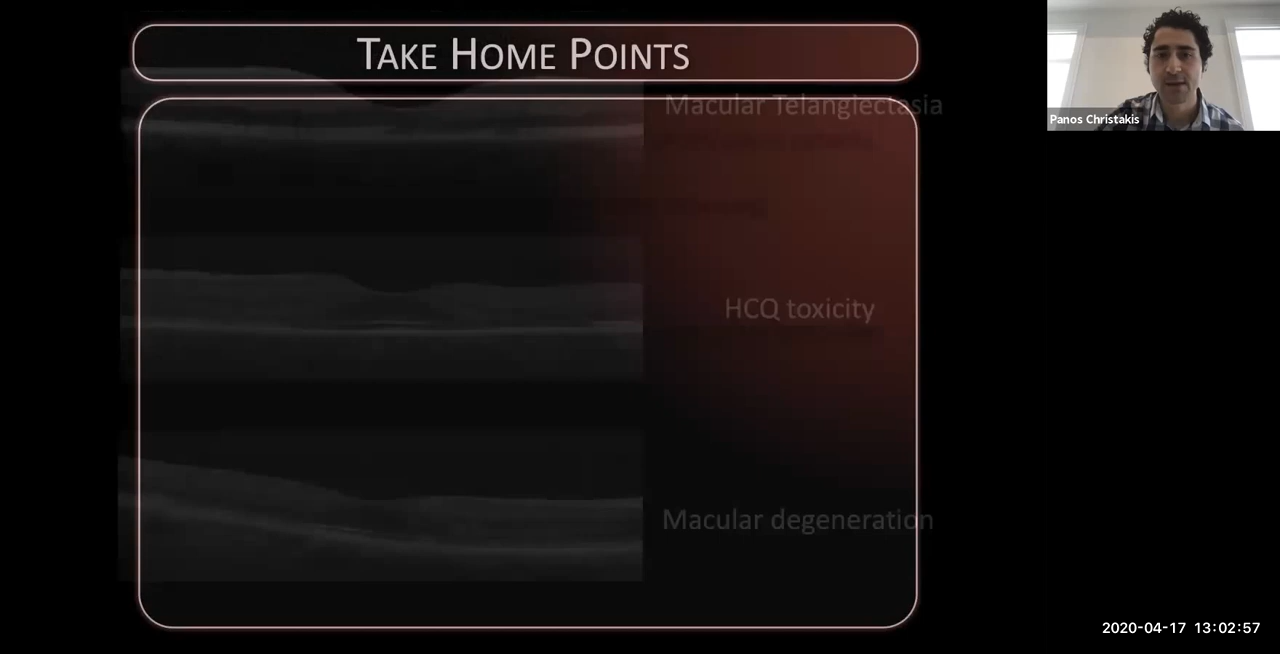 TAKE HOME POINTS
Macular Telangiectasia
HCQ toxicity
Macular degeneration
Panos Christakis
2020-04-17 13:02:57